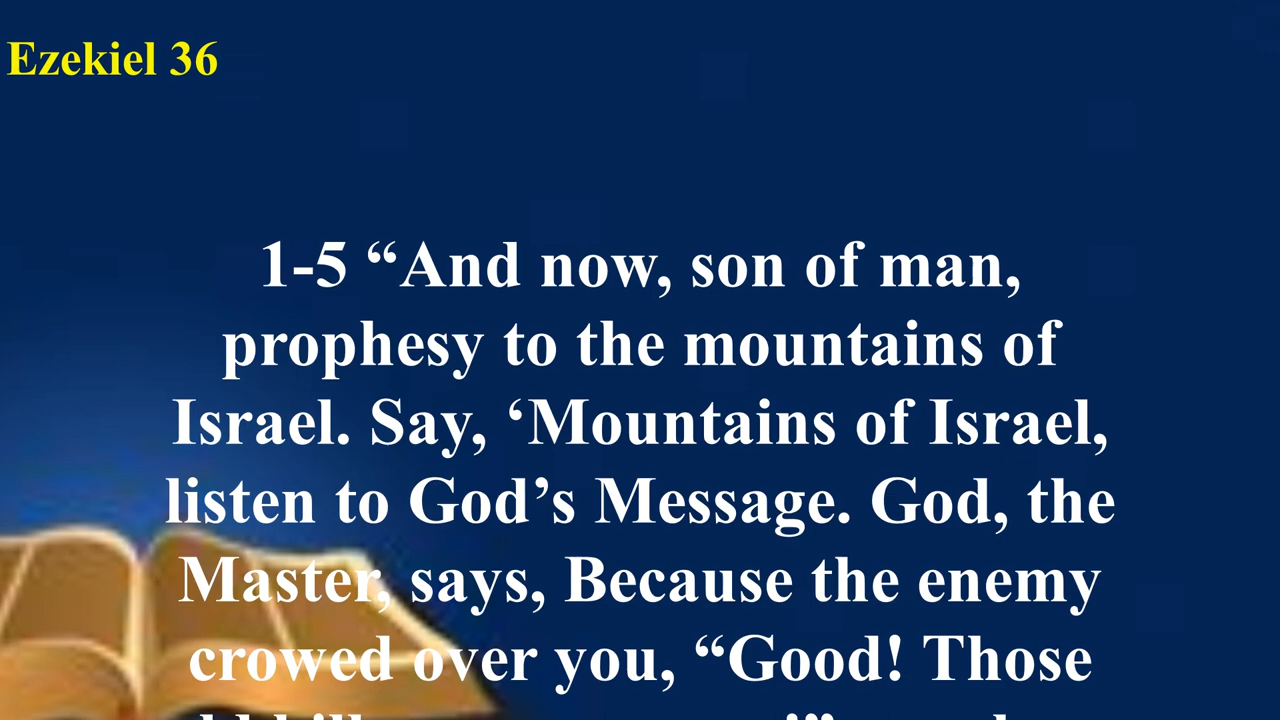 Ezekiel 36
1-5 “And now, son of man,
prophesy to the mountains of
Israel. Say, ‘Mountains of Israel,
listen to God’s Message. God, the
Master, says, Because the enemy
crowed over you, “Good! Those